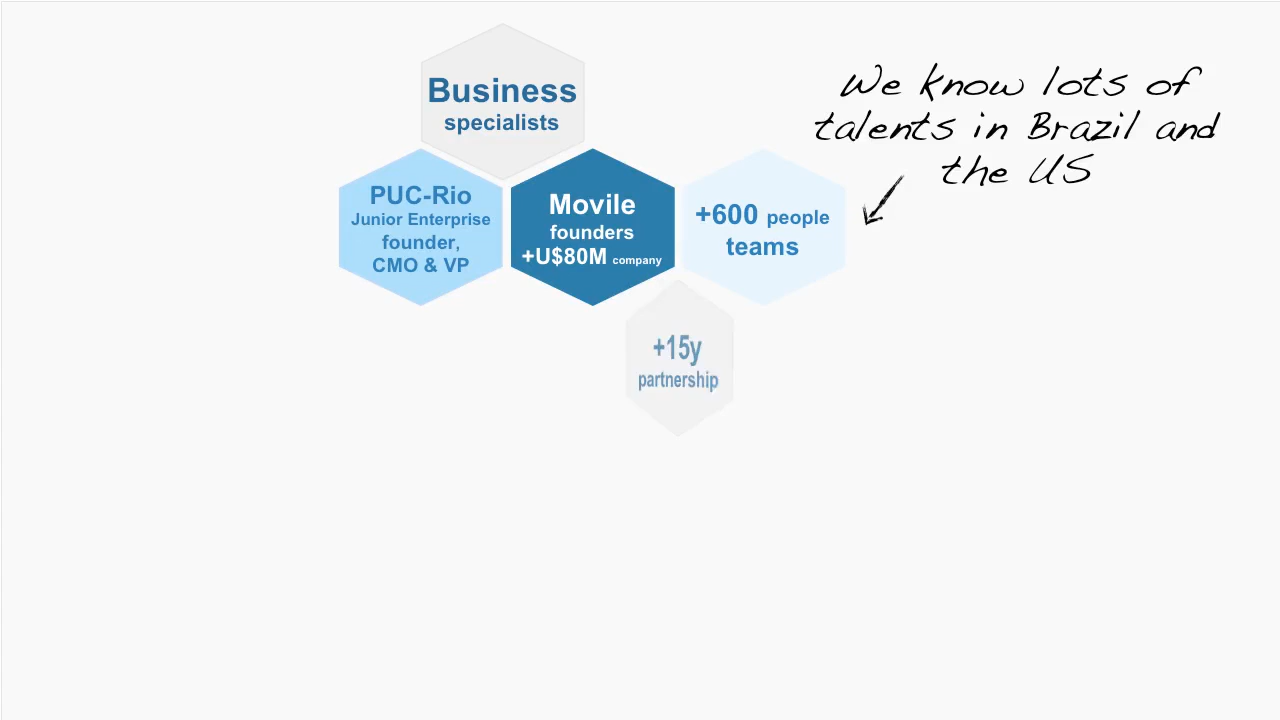 Business
specialists
We know lots of
talents in Brazil and
the US
PUC-Rio
Junior Enterprise
founder,
CMO & VP
Movile
founders
+U$80M company
+600 people
teams
+15y
partnership